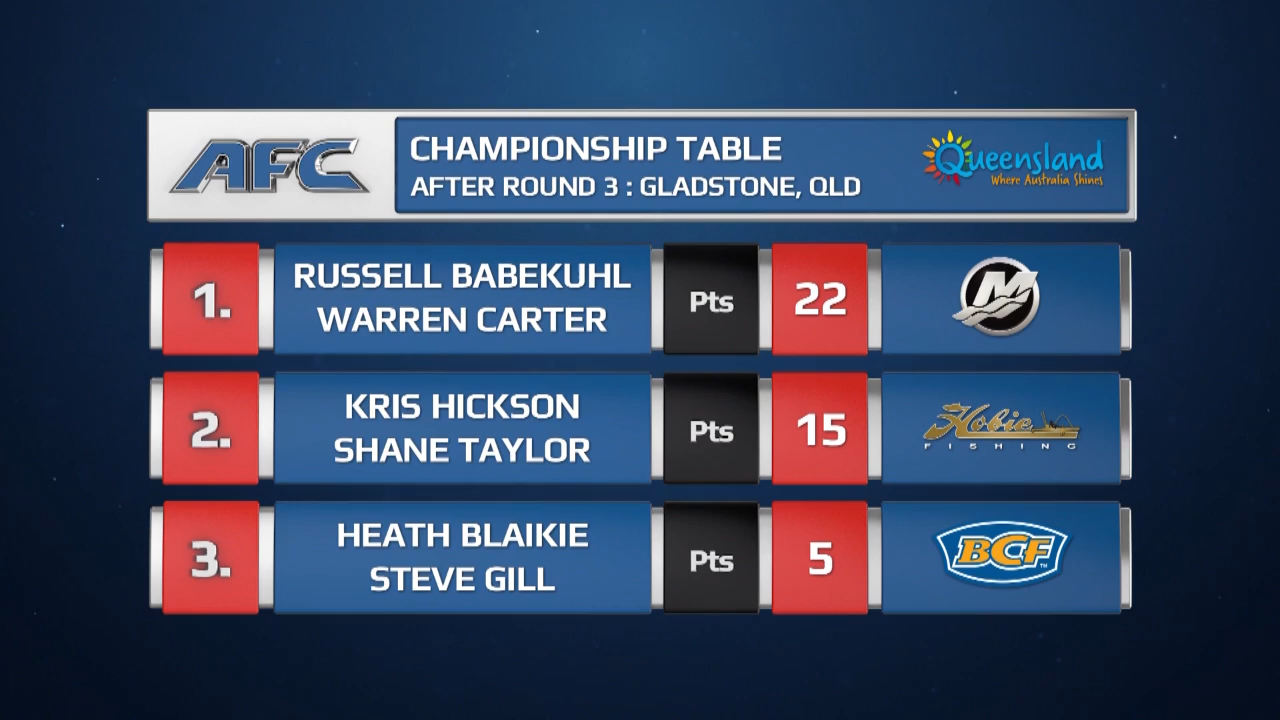 AFC
CHAMPIONSHIP TABLE
AFTER ROUND 3 : GLADSTONE, QLD
Queensland
Where Australia Shines
1.
RUSSELL BABEKUHL
WARREN CARTER
Pts
22
M
2.
KRIS HICKSON
SHANE TAYLOR
Pts
15
Hobie
FISHING
3.
HEATH BLAIKIE
STEVE GILL
Pts
5
BCF™